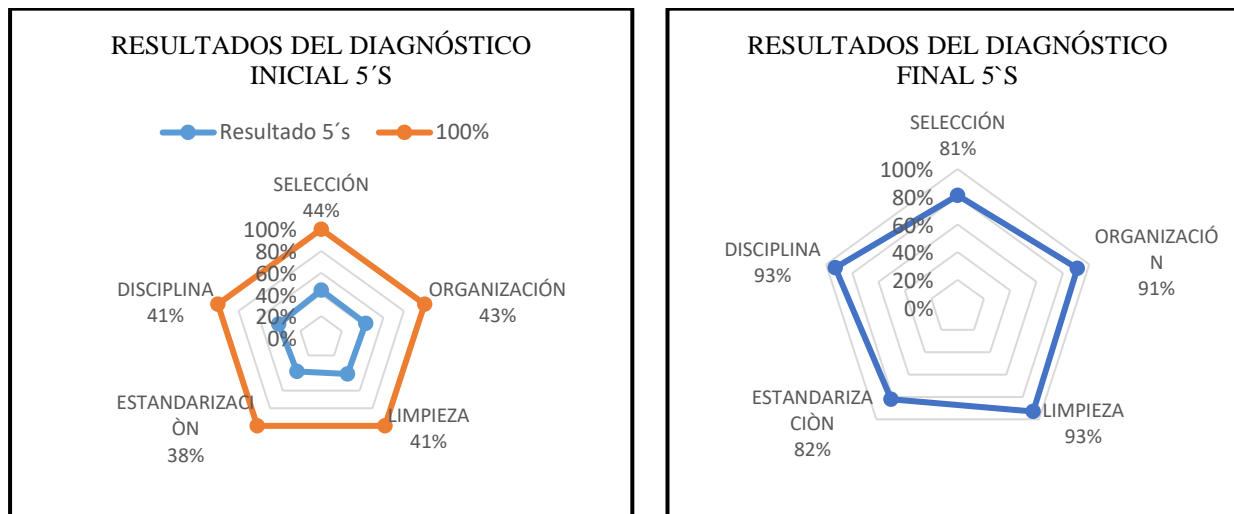 RESULTADOS DEL DIAGNÓSTICO
INICIAL 5´S
Resultado 5´s
100%
SELECCIÓN
44%
100%
80%
60%
40%
20%
0%
ORGANIZACIÓN
43%
LIMPIEZA
41%
ESTANDARIZACI
ÒN
38%
DISCIPLINA
41%
RESULTADOS DEL DIAGNÓSTICO
FINAL 5`S
SELECCIÓN
81%
100%
80%
60%
40%
20%
0%
ORGANIZACIÓ
N
91%
LIMPIEZA
93%
ESTANDARIZA
CIÒN
82%
DISCIPLINA
93%